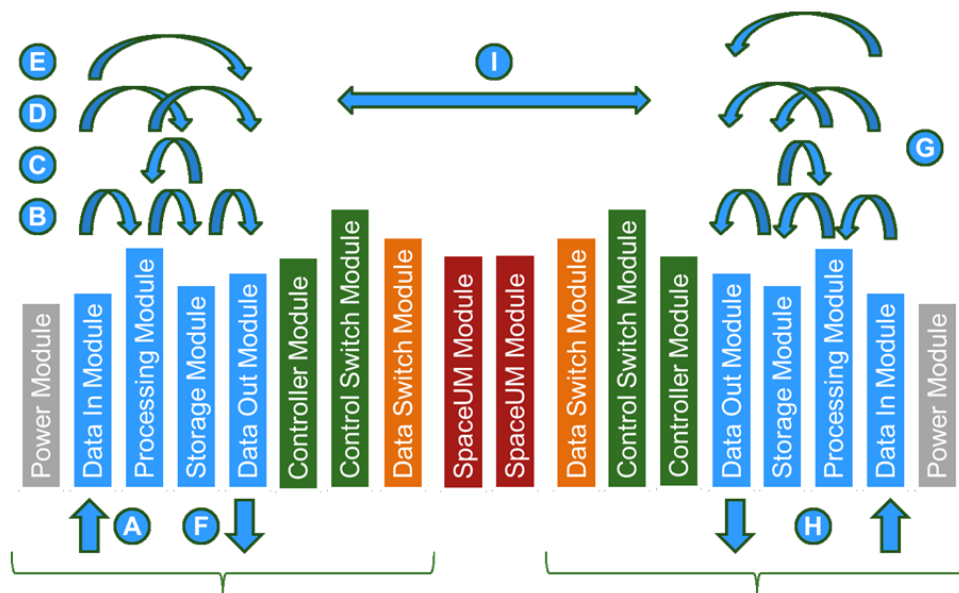 E
I
D
C
G
B
Power Module
Data In Module
Processing Module
Storage Module
Data Out Module
Controller Module
Control Switch Module
Data Switch Module
SpaceUM Module
SpaceUM Module
Data Switch Module
Control Switch Module
Controller Module
Data Out Module
Storage Module
Processing Module
Data In Module
Power Module
A
F
H